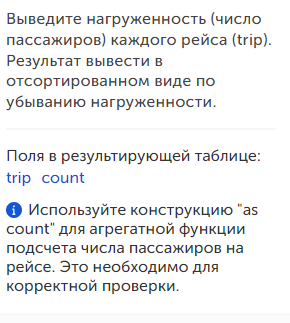 Выведите нагруженность (число
пассажиров) каждого рейса (trip).
Результат вывести в
отсортированном виде по
убыванию нагруженности.
Поля в результирующей таблице:
trip count
Используйте конструкцию "as
count" для агрегатной функции
подсчета числа пассажиров на
рейсе. Это необходимо для
корректной проверки.